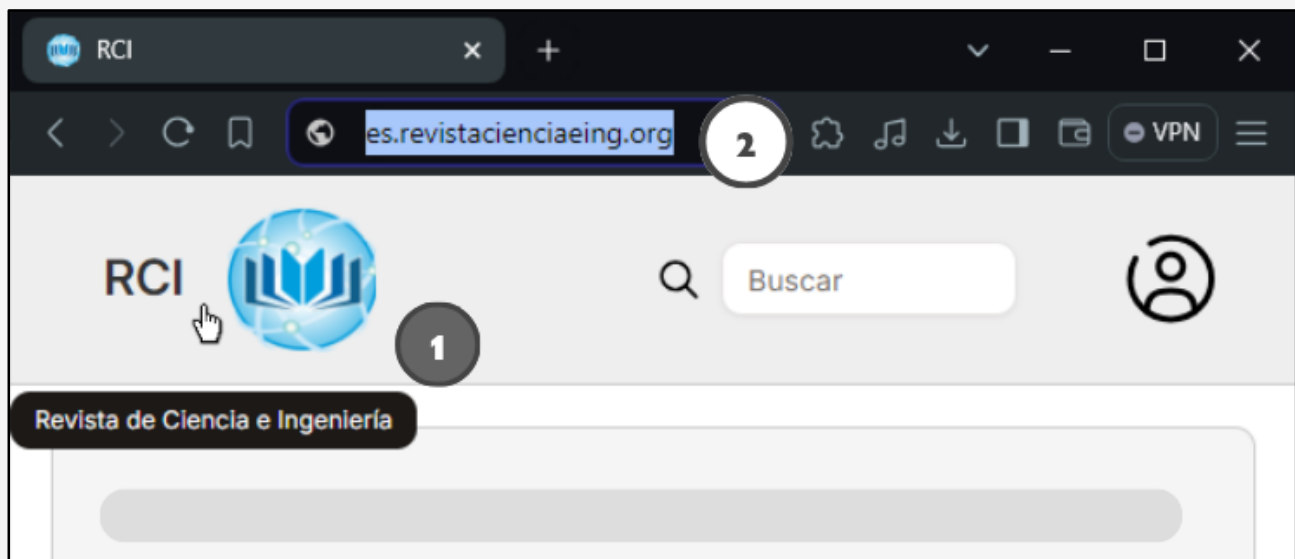 RCI
es.revistacienciaeing.org
2
VPN
RCI
Buscar
1
Revista de Ciencia e Ingeniería